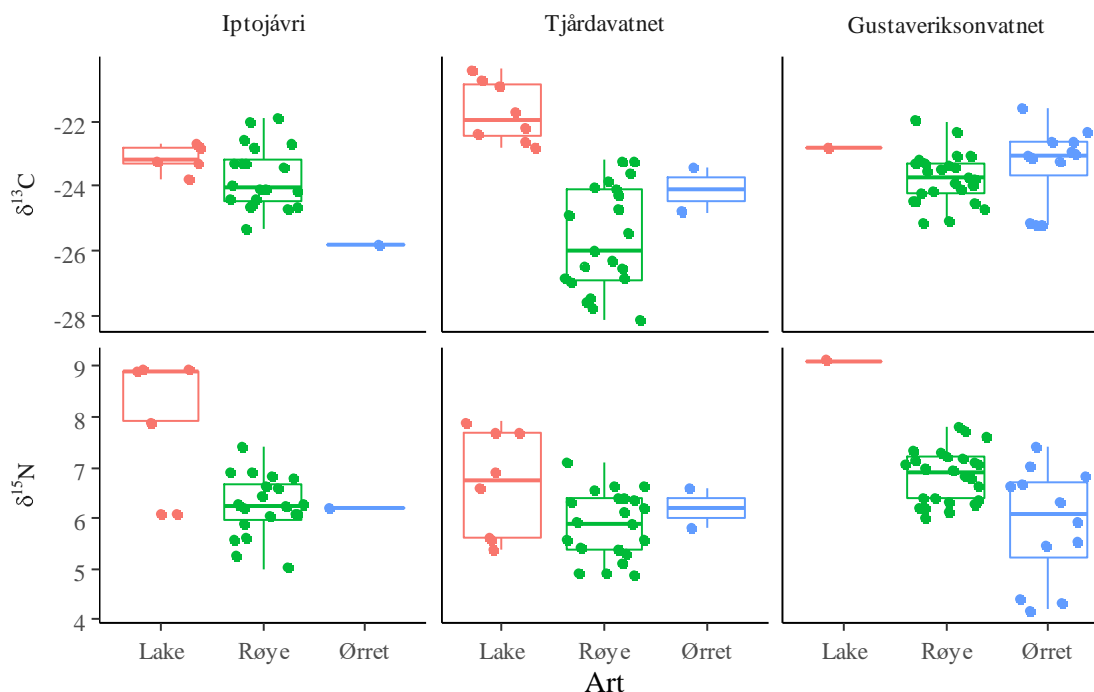 Iptojávri Tjårdavatnet Gustaveriksonvatnet
δ13C
-22
-24
-26
-28
δ15N
9
8
7
6
5
4
Lake Røye Ørret Lake Røye Ørret Lake Røye Ørret
Art